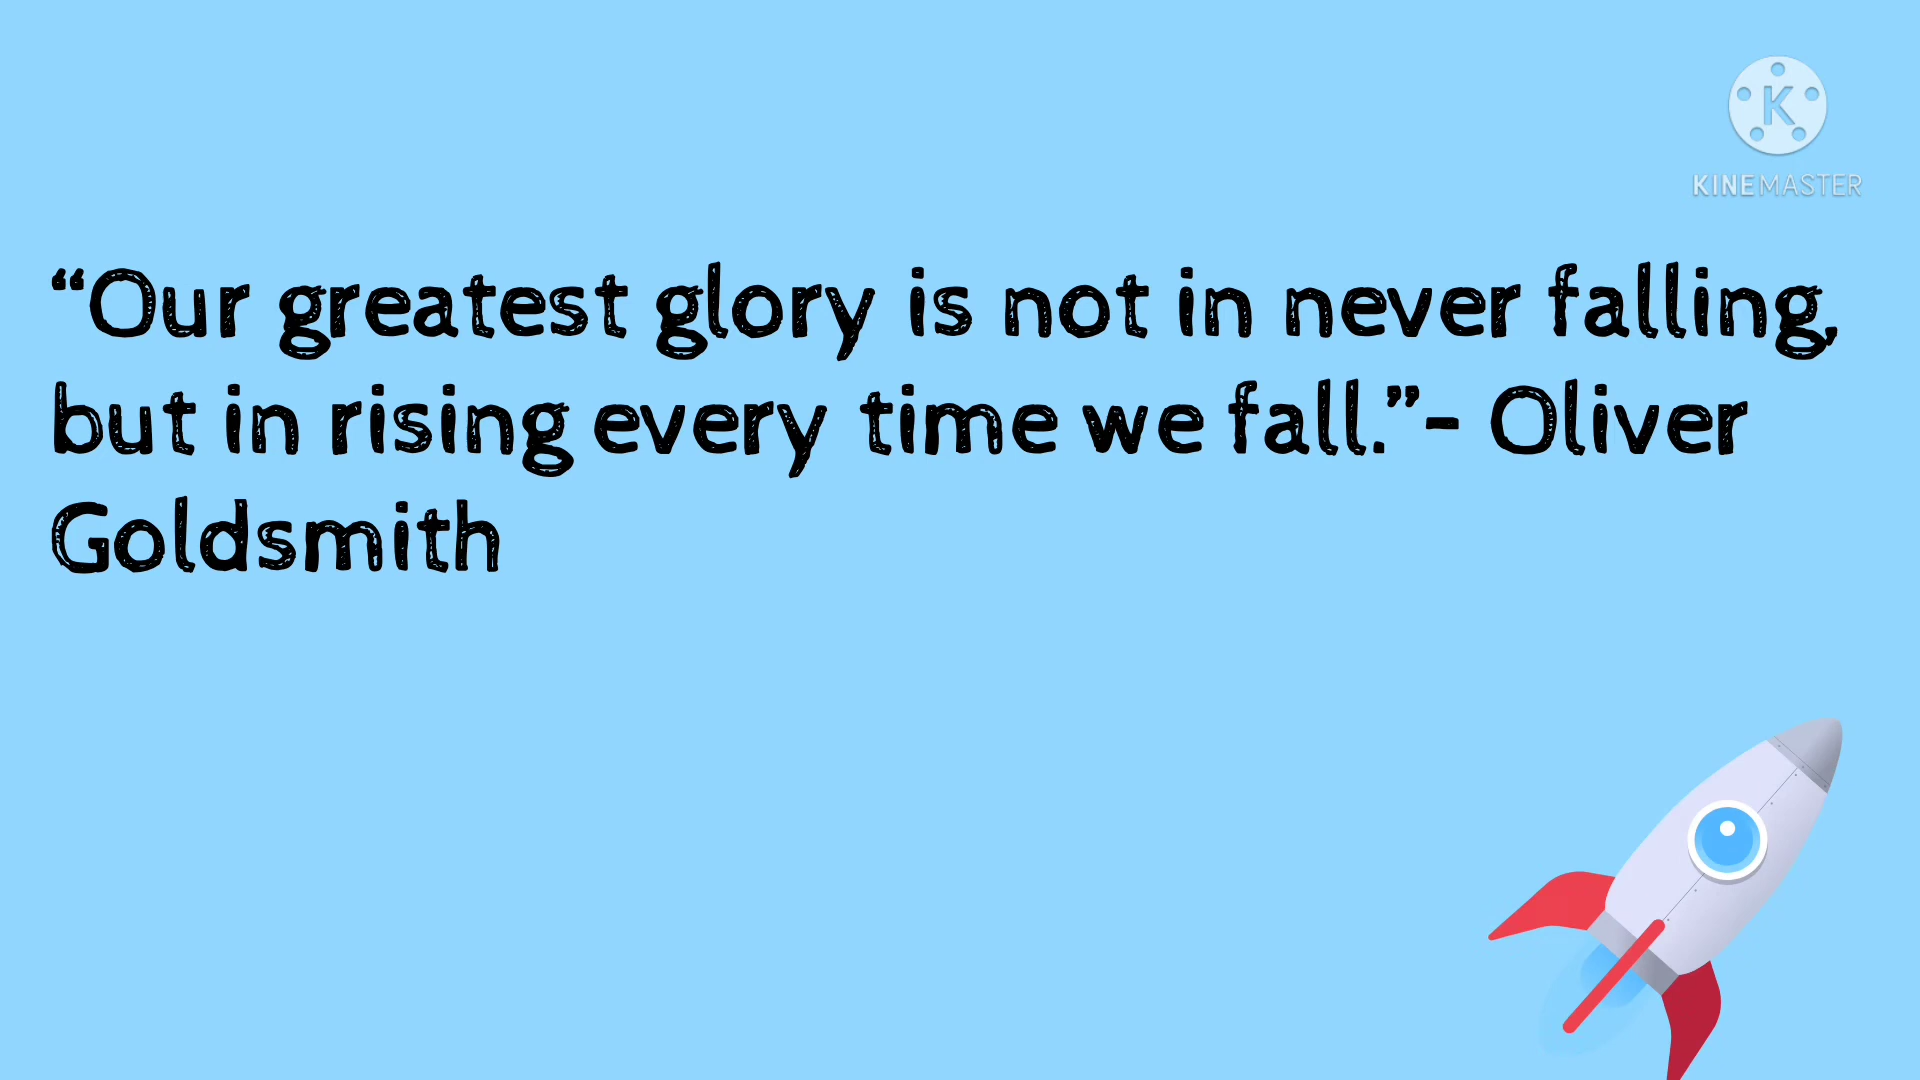 K
KINEMASTER
“Our greatest glory is not in never falling,
but in rising every time we fall.”- Oliver
Goldsmith